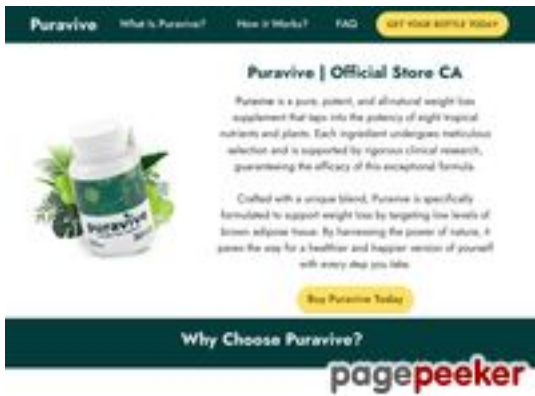 Puravive What Is Puravive? How it Works? FAQ GET YOUR BOTTLE TODAY
Puravive | Official Store CA
Puravive is a pure, potent, and all-natural weight loss
supplement that taps into the potency of eight tropical
nutrients and plants. Each ingredient undergoes meticulous
selection and is supported by rigorous clinical research,
guaranteeing the efficacy of this exceptional formula.
Crafted with a unique blend, Puravive is specifically
formulated to support weight loss by targeting low levels of
brown adipose tissue. By harnessing the power of nature, it
paves the way for a healthier and happier version of yourself
with every step you take.
puravive
Buy Puravive Today
Why Choose Puravive?
pagepeeker